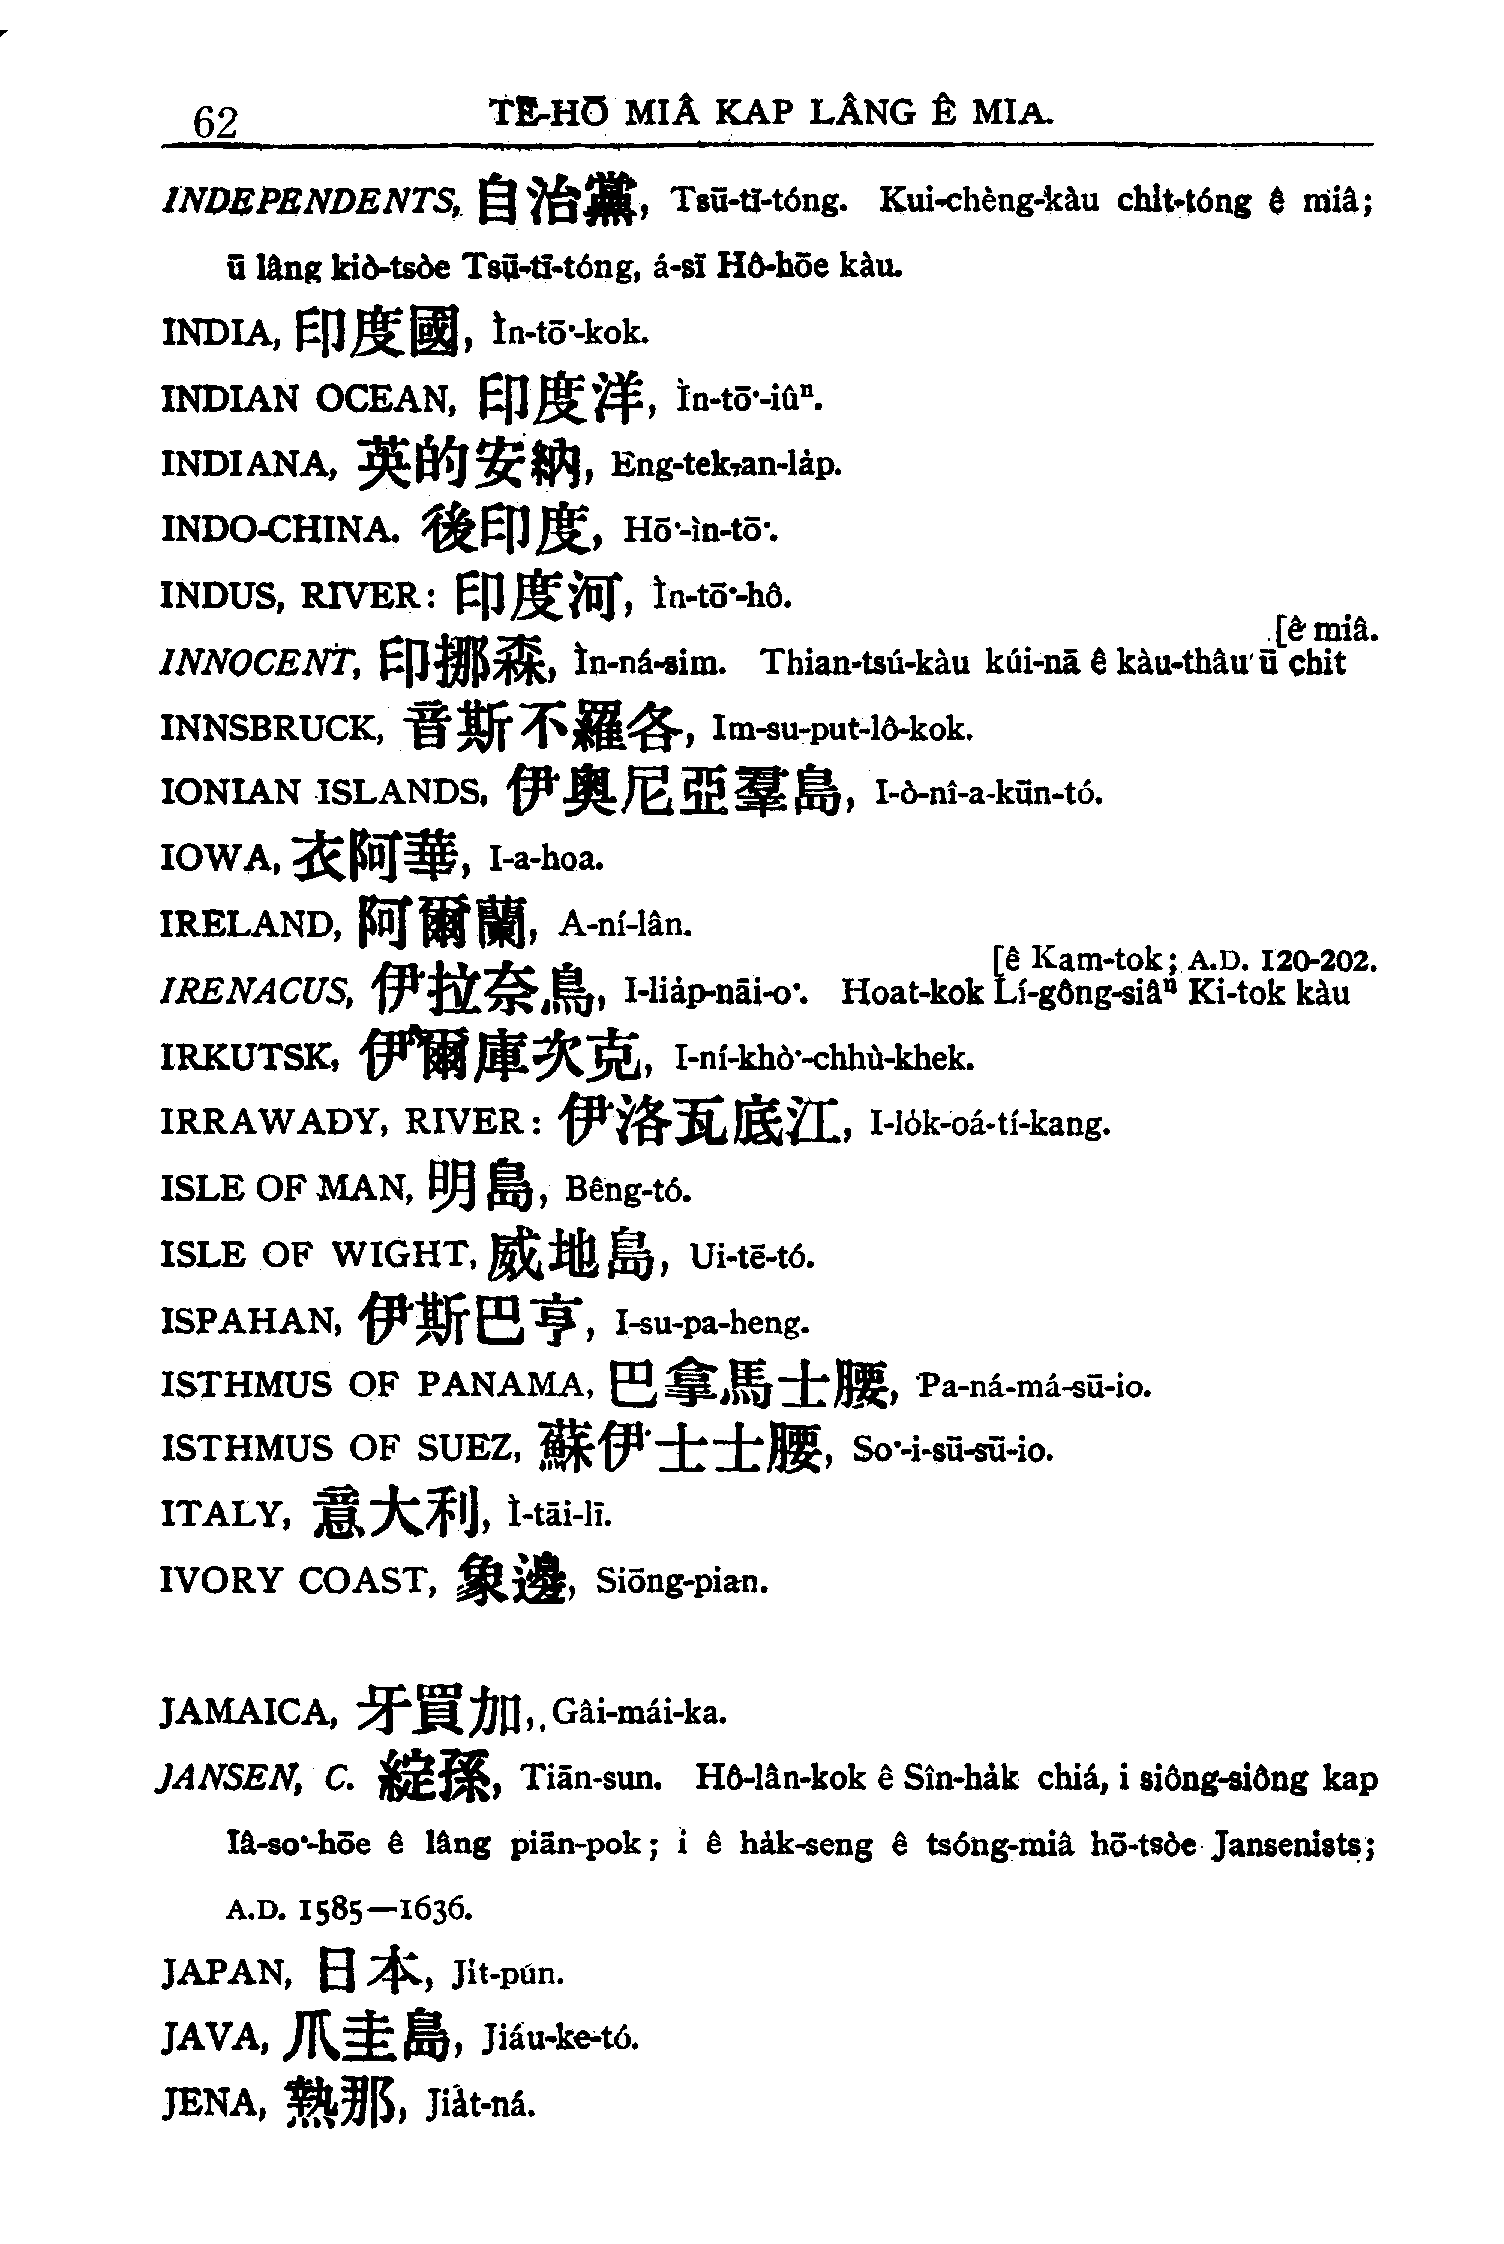 62 TĒ-HŌ MIÂ KAP LÂNG Ê MIA.
INDEPENDENTS, 自治黨, Tsū-tī-tóng. Kui-chèng-kàu chi̍t-tóng ê miâ;
ū lâng kiò-tsòe Tsū-tī-tóng, á-sī Hô-hōe kàu.
INDIA, 印度國, Ìn-tō͘-kok.
INDIAN OCEAN, 印度洋, Ìn-tō͘-iûⁿ.
INDIANA, 英的安納, Eng-tek-an-la̍p.
INDO-CHINA. 後印度, Hō͘-ìn-tō͘.
INDUS, RIVER: 印度河, Ìn-tō͘-hô.
[ê miâ.
INNOCENT, 印挪森, Ìn-ná-sim. Thian-tsú-kàu kúi-nā ê kàu-thâu ū chit
INNSBRUCK, 音斯不羅各, Im-su-put-lô-kok.
IONIAN ISLANDS, 伊奧尼亞羣島, I-ò-nî-a-kūn-tó.
IOWA, 衣阿華, I-a-hoa.
IRELAND, 阿爾蘭, A-ní-lân.
[ê Kam-tok; A.D. 120-202.
IRENACUS, 伊拉奈鳥, I-lia̍p-nāi-o͘. Hoat-kok Lí-gông-siâⁿ Ki-tok kàu
IRKUTSK, 伊爾庫次克, I-ní-khò͘-chhù-khek.
IRRAWADY, RIVER: 伊洛瓦底江, I-lo̍k-oá-tí-kang.
ISLE OF MAN, 明島, Bêng-tó.
ISLE OF WIGHT, 威地島, Ui-tē-tó.
ISPAHAN, 伊斯巴亨, I-su-pa-heng.
ISTHMUS OF PANAMA, 巴拿馬士腰, Pa-ná-má-sū-io.
ISTHMUS OF SUEZ, 蘇伊士士腰, So͘-i-sū-sū-io.
ITALY, 意大利, Ì-tāi-lī.
IVORY COAST, 象邊, Siōng-pian.
JAMAICA, 牙買加, Gâi-mái-ka.
JANSEN, C. 綻孫, Tiān-sun. Hô-lân-kok ê Sîn-ha̍k chiá, i siông-siông kap
Iâ-so͘-hōe ê lâng piān-pok; i ê ha̍k-seng ê tsóng-miâ hō-tsòe Jansenists;
A.D. 1585—1636.
JAPAN, 日本, Ji̍t-pún.
JAVA, 爪圭島, Jiáu-ke-tó.
JENA, 熱那, Jia̍t-ná.